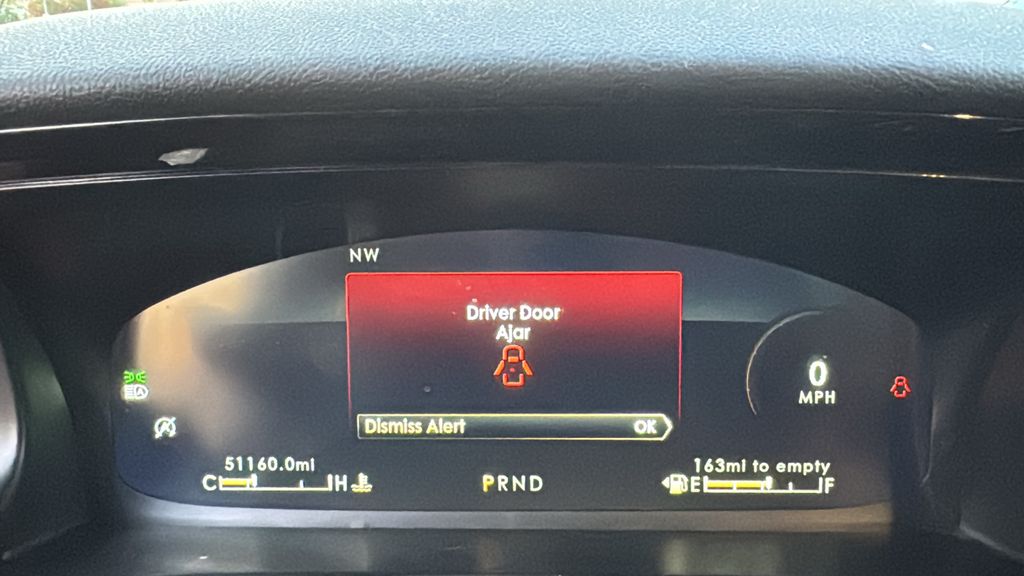 NW
Driver Door
Ajar
Dismiss Alert OK
0
MPH
51160.0mi
163mi to empty
C H
PRND
E F